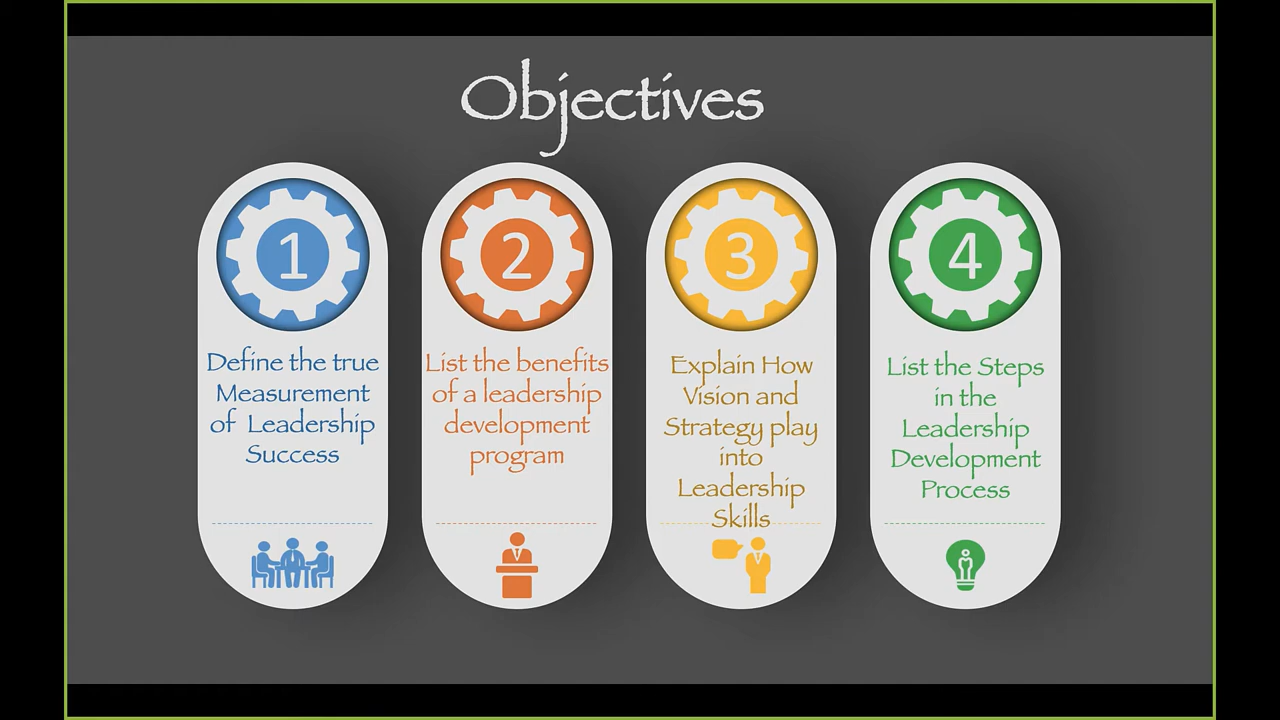 Objectives
1
Define the true
Measurement
of Leadership
Success
2
List the benefits
of a leadership
development
program
3
Explain How
Vision and
Strategy play
into
Leadership
Skills
4
List the Steps
in the
Leadership
Development
Process